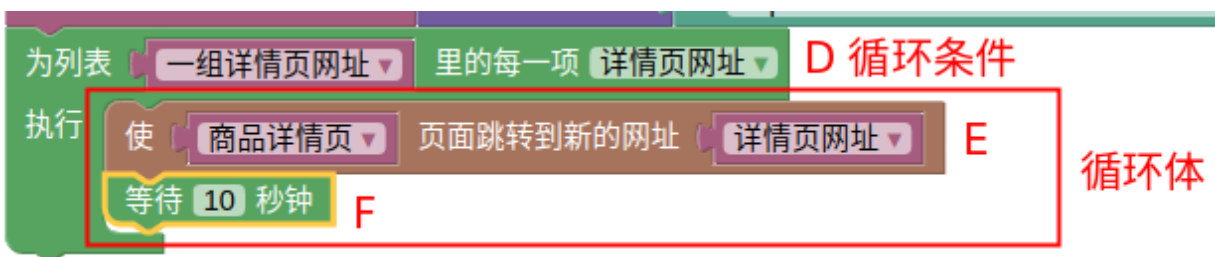 为列表 一组详情页网址 里的每一项 详情页网址 D 循环条件
执行 使 商品详情页 页面跳转到新的网址 详情页网址 E
循环体
等待 10 秒钟 F